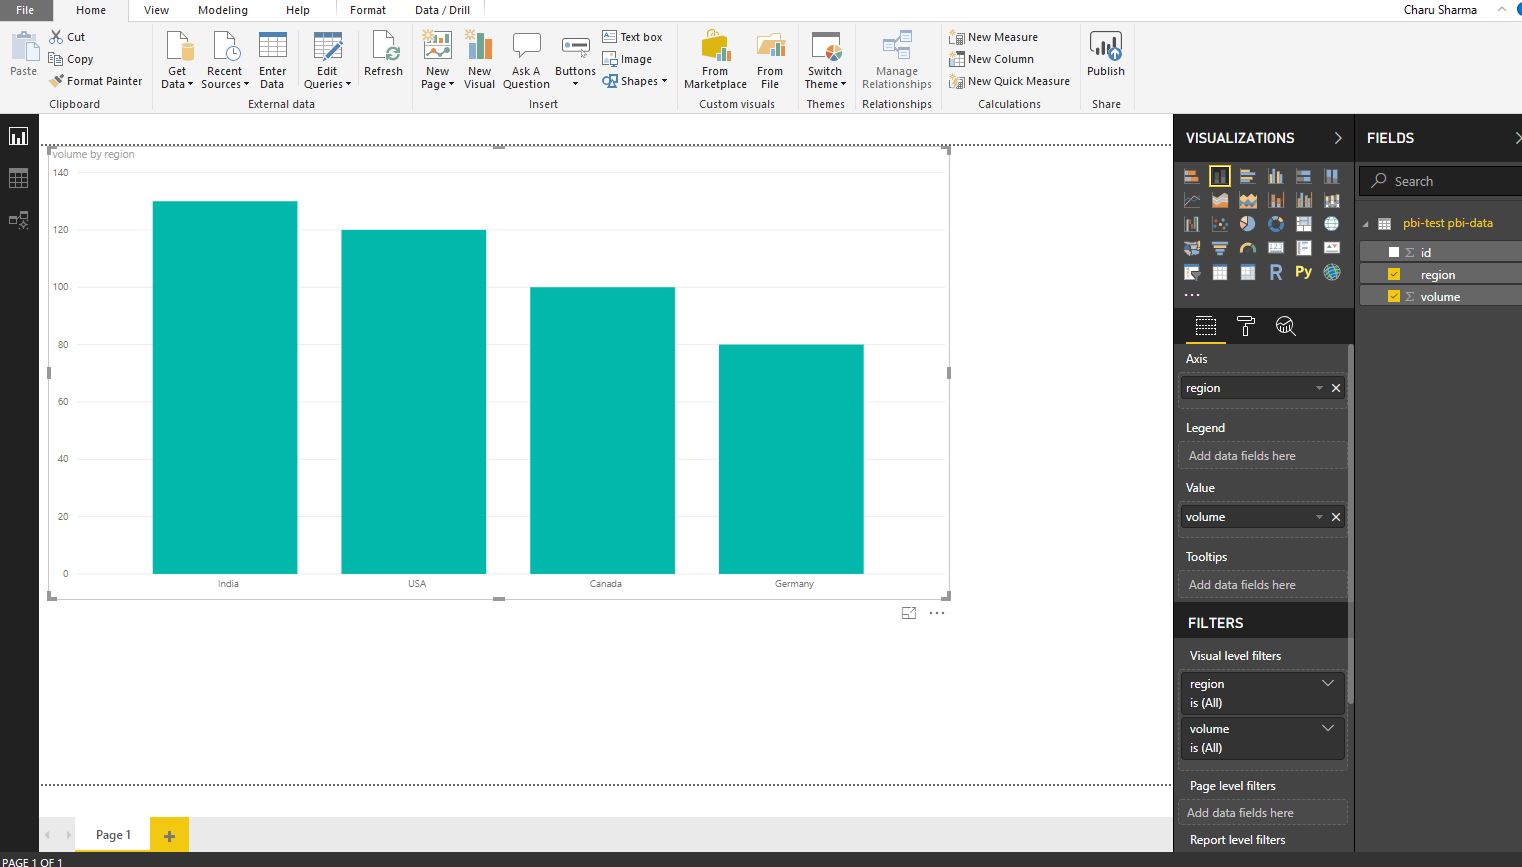 File Home View Modeling Help Format Data / Drill Charu Sharma
Paste
Cut
Copy
Format Painter
Clipboard
Get Data
Recent Sources
Enter Data
Edit Queries
External data
Refresh
New Page
New Visual
Ask A Question
Buttons
Text box
Image
Shapes
Insert
From Marketplace
From File
Custom visuals
Switch Theme
Themes
Manage Relationships
Relationships
New Measure
New Column
New Quick Measure
Calculations
Publish
Share
volume by region
140
120
100
80
60
40
20
0
India USA Canada Germany
VISUALIZATIONS
R Py
Axis
region
Legend
Add data fields here
Value
volume
Tooltips
Add data fields here
FILTERS
Visual level filters
region
is (All)
volume
is (All)
Page level filters
Add data fields here
Report level filters
FIELDS
Search
pbi-test pbi-data
Σ id
region
Σ volume
Page 1
PAGE 1 OF 1